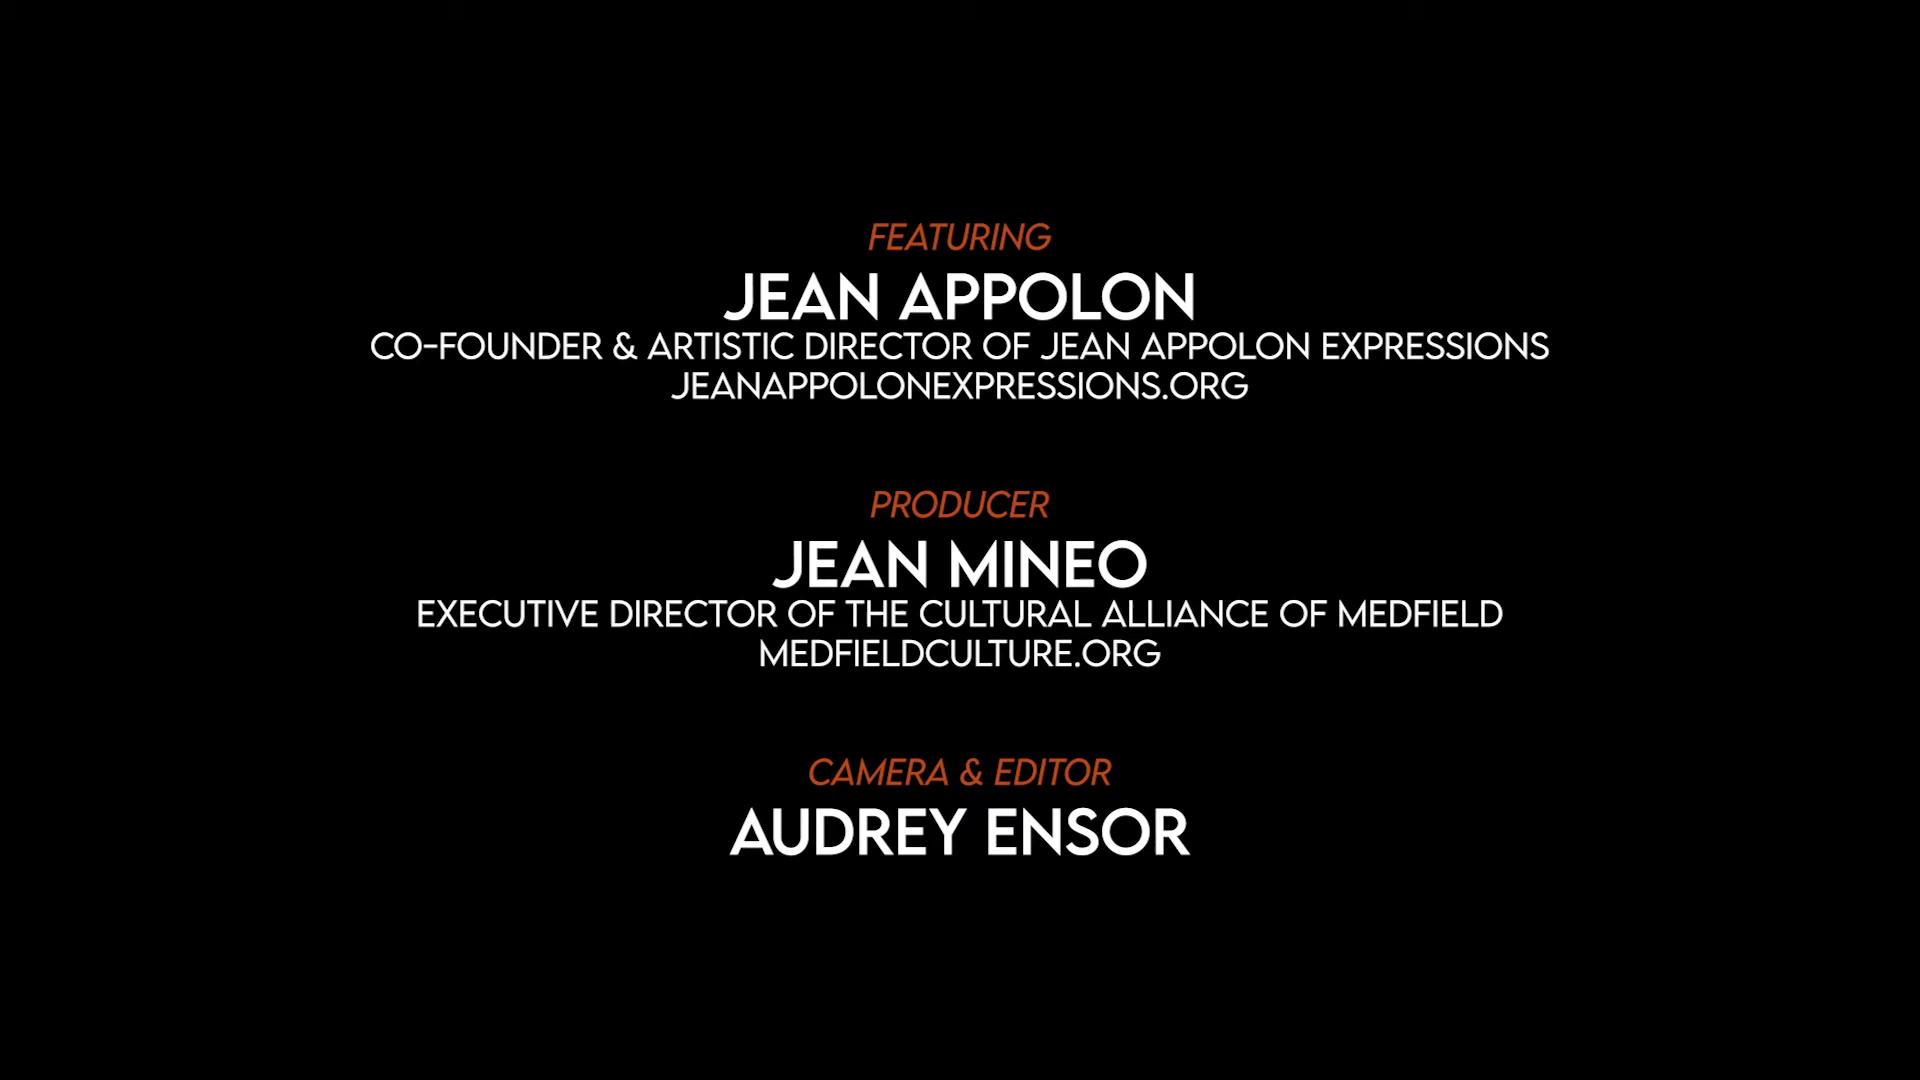 FEATURING
JEAN APPOLON
CO-FOUNDER & ARTISTIC DIRECTOR OF JEAN APPOLON EXPRESSIONS
JEANAPPOLONEXPRESSIONS.ORG
PRODUCER
JEAN MINEO
EXECUTIVE DIRECTOR OF THE CULTURAL ALLIANCE OF MEDFIELD
MEDFIELDCULTURE.ORG
CAMERA & EDITOR
AUDREY ENSOR